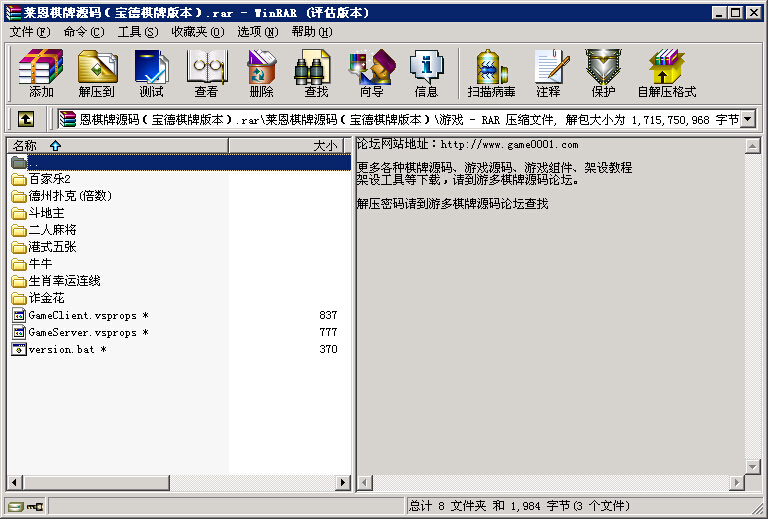 莱恩棋牌源码(宝德棋牌版本).rar - WinRAR (评估版本)
文件(F) 命令(C) 工具(S) 收藏夹(O) 选项(N) 帮助(H)
添加 解压到 测试 查看 删除 查找 向导 信息 扫描病毒 注释 保护 自解压格式
恩棋牌源码(宝德棋牌版本).rar\莱恩棋牌源码(宝德棋牌版本)\游戏 - RAR 压缩文件, 解包大小为 1,715,750,968 字节
名称 大小
..
百家乐2
德州扑克(倍数)
斗地主
二人麻将
港式五张
牛牛
生肖幸运连线
诈金花
GameClient.vsprops * 837
GameServer.vsprops * 777
version.bat * 370
论坛网站地址：http://www.game0001.com
更多各种棋牌源码、游戏源码、游戏组件、架设教程
架设工具等下载，请到游多棋牌源码论坛。
解压密码请到游多棋牌源码论坛查找
总计 8 文件夹 和 1,984 字节(3 个文件)